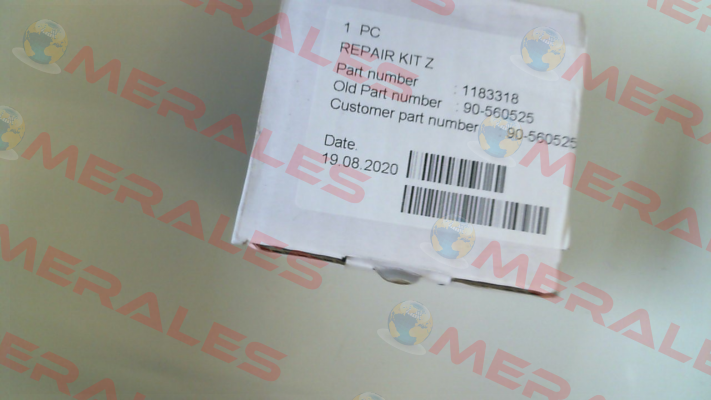 1 PC
REPAIR KIT Z
Part number : 1183318
Old Part number : 90-560525
Customer part number : 90-560525
Date.
19.08.2020
MERALES
MERALES
MERALES
MERALES
MERALES
MERALES